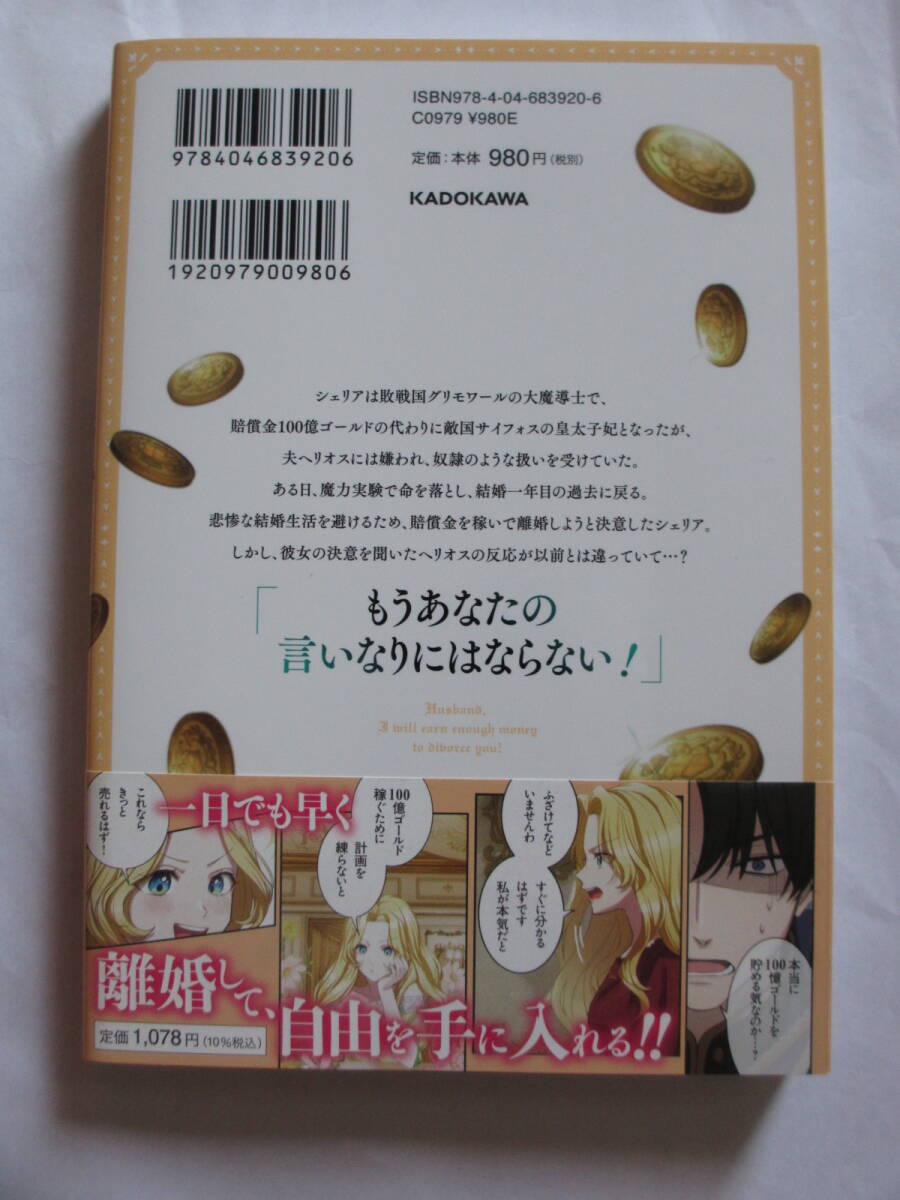 9784046839206
ISBN978-4-04-683920-6
C0979 ¥980E
定価:本体 980円(税別)
KADOKAWA
1920979009806
シェリアは敗戦国グリモワールの大魔導士で、
賠償金100億ゴールドの代わりに敵国サイフォスの皇太子妃となったが、
夫ヘリオスには嫌われ、奴隷のような扱いを受けていた。
ある日、魔力実験で命を落とし、結婚一年目の過去に戻る。
悲惨な結婚生活を避けるため、賠償金を稼いで離婚しようと決意したシェリア。
しかし、彼女の決意を聞いたヘリオスの反応が以前とは違っていて…?
「もうあなたの
言いなりにはならない!」
Husband,
I will earn enough money
to divorce you!
これなら
きっと
売れるはず!
一日でも早く
100億ゴールド
稼ぐために
計画を
練らないと
ふざけてなど
いませんわ
すぐに分かる
はずです
私が本気だと
本当に
100億ゴールドを
貯める気なのか…?
離婚して、
自由を手に入れる!!
定価 1,078円(10%税込)